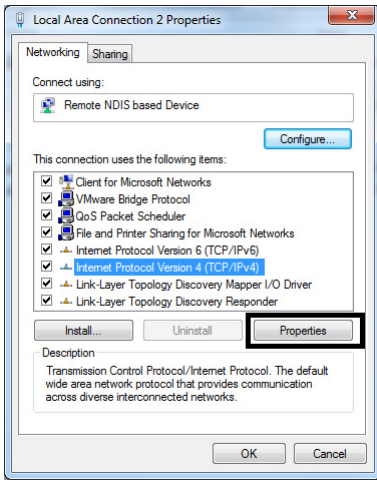 Local Area Connection 2 Properties
Networking
Sharing
Connect using:
Remote NDIS based Device
Configure...
This connection uses the following items:
Client for Microsoft Networks
VMware Bridge Protocol
QoS Packet Scheduler
File and Printer Sharing for Microsoft Networks
Internet Protocol Version 6 (TCP/IPv6)
Internet Protocol Version 4 (TCP/IPv4)
Link-Layer Topology Discovery Mapper I/O Driver
Link-Layer Topology Discovery Responder
Install...
Uninstall
Properties
Description
Transmission Control Protocol/Internet Protocol. The default
wide area network protocol that provides communication
across diverse interconnected networks.
OK
Cancel